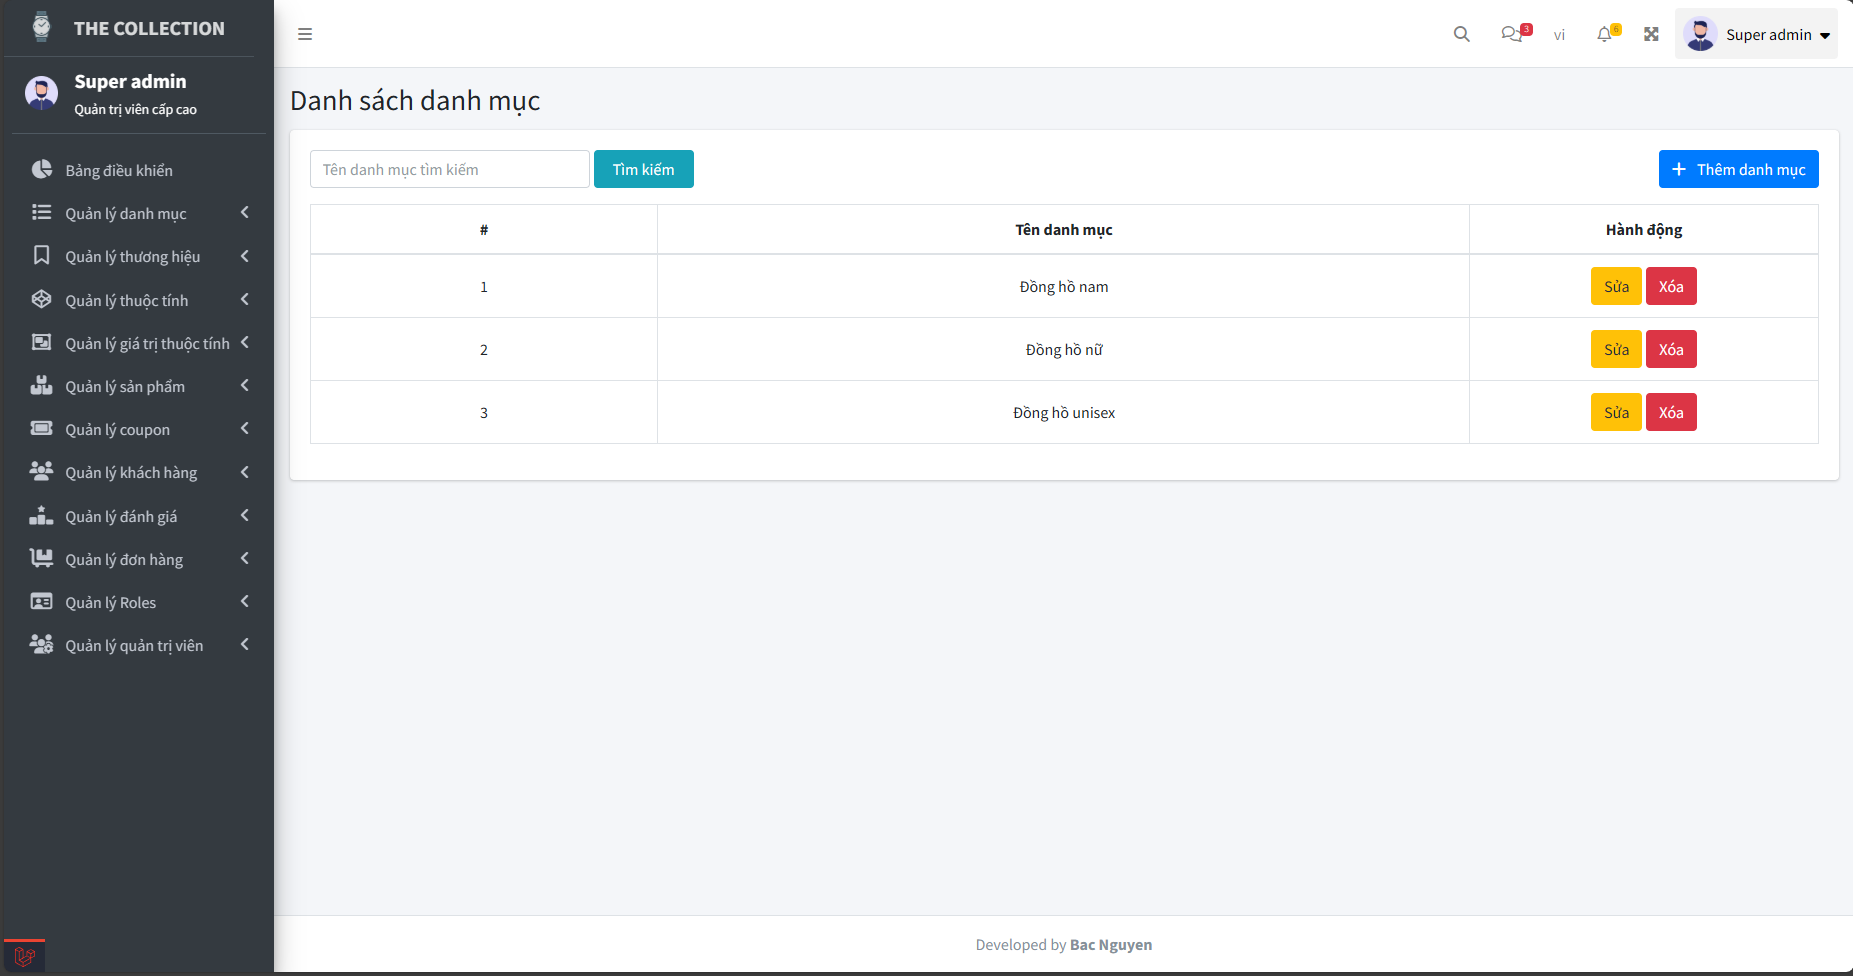 THE COLLECTION
Super admin
Quản trị viên cấp cao
Bảng điều khiển
Quản lý danh mục
Quản lý thương hiệu
Quản lý thuộc tính
Quản lý giá trị thuộc tính
Quản lý sản phẩm
Quản lý coupon
Quản lý khách hàng
Quản lý đánh giá
Quản lý đơn hàng
Quản lý Roles
Quản lý quản trị viên
3
vi
6
Super admin
Danh sách danh mục
Tên danh mục tìm kiếm
Tìm kiếm
Thêm danh mục
# Tên danh mục Hành động
1 Đồng hồ nam Sửa Xóa
2 Đồng hồ nữ Sửa Xóa
3 Đồng hồ unisex Sửa Xóa
Developed by Bac Nguyen